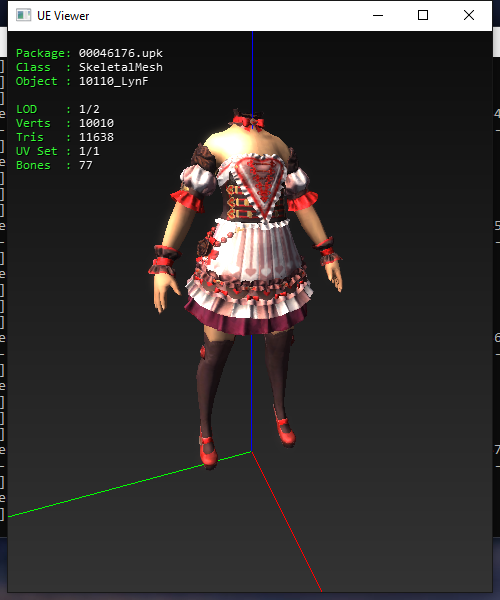 UE Viewer
Package: 00046176.upk
Class  : SkeletalMesh
Object : 10110_LynF
LOD    : 1/2
Verts  : 10010
Tris   : 11638
UV Set : 1/1
Bones  : 77